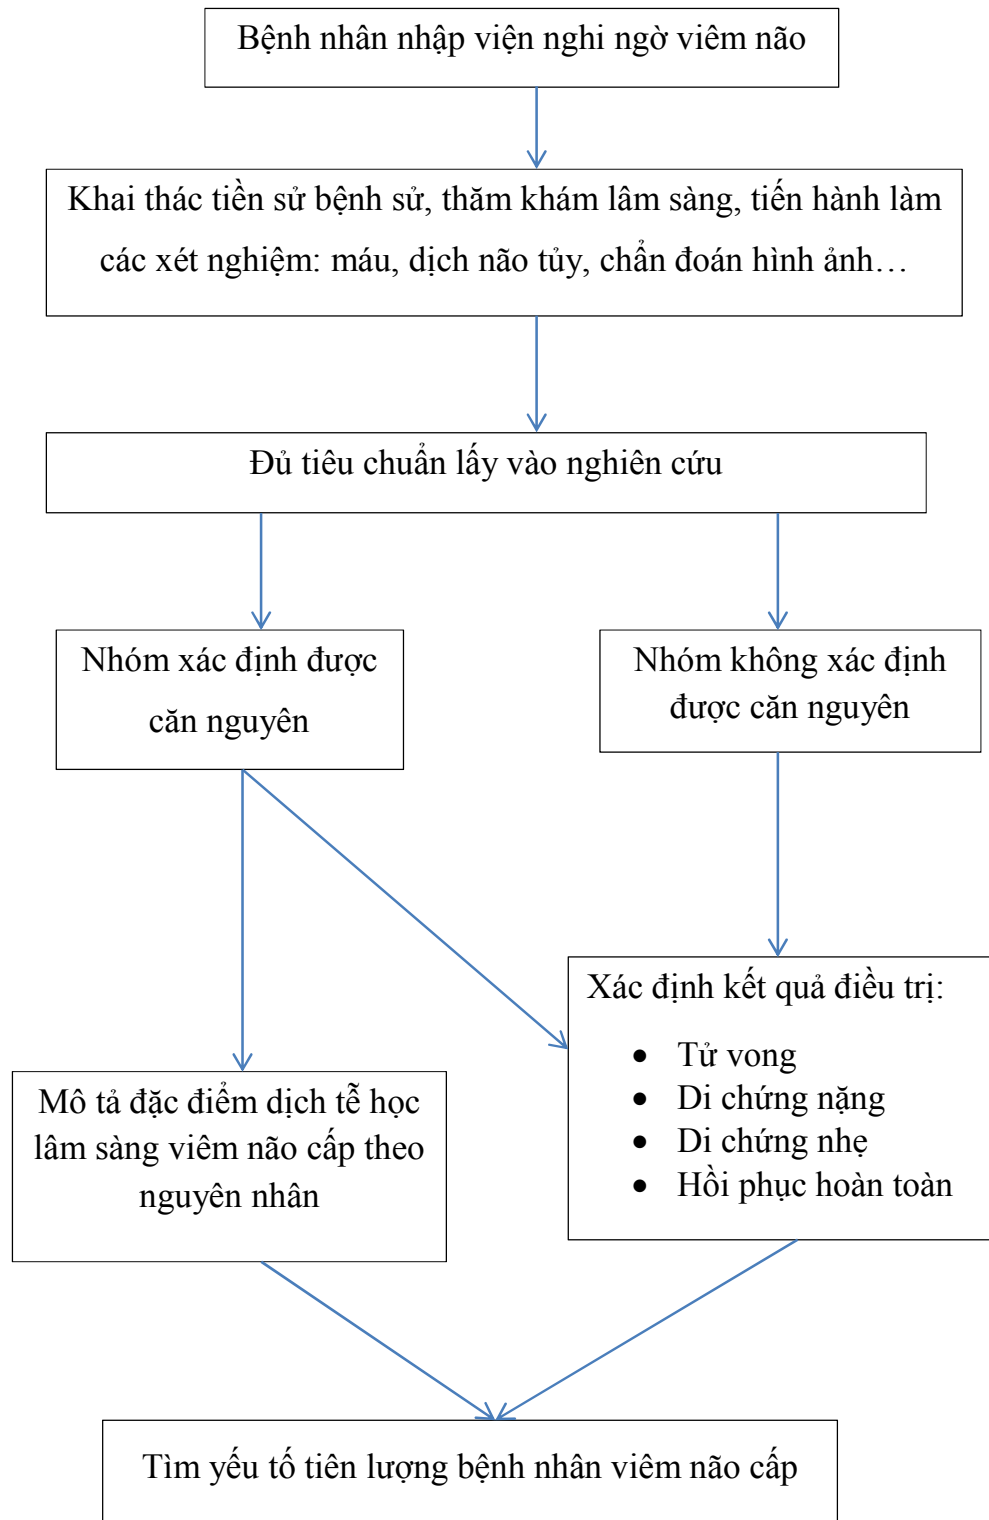 Bệnh nhân nhập viện nghi ngờ viêm não
Khai thác tiền sử bệnh sử, thăm khám lâm sàng, tiến hành làm
các xét nghiệm: máu, dịch não tủy, chẩn đoán hình ảnh…
Đủ tiêu chuẩn lấy vào nghiên cứu
Nhóm xác định được
căn nguyên
Nhóm không xác định
được căn nguyên
Xác định kết quả điều trị:
• Tử vong
• Di chứng nặng
• Di chứng nhẹ
• Hồi phục hoàn toàn
Mô tả đặc điểm dịch tễ học
lâm sàng viêm não cấp theo
nguyên nhân
Tìm yếu tố tiên lượng bệnh nhân viêm não cấp